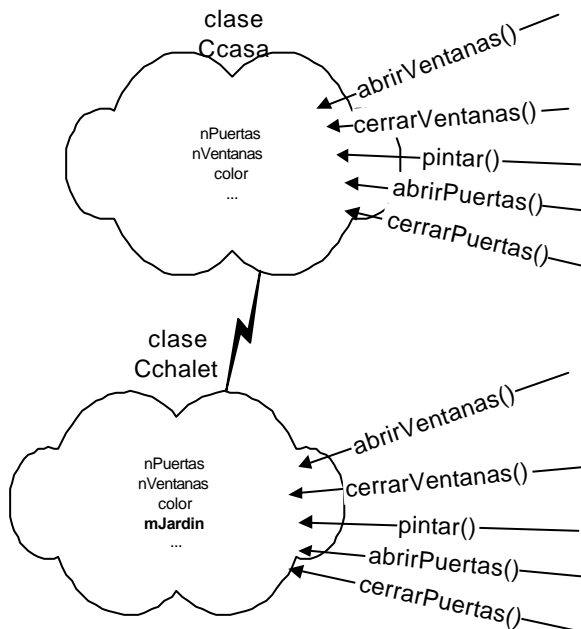 clase
Ccasa
nPuertas
nVentanas
color
...
abrirVentanas()
cerrarVentanas()
pintar()
abrirPuertas()
cerrarPuertas()
clase
Cchalet
nPuertas
nVentanas
color
mJardin
...
abrirVentanas()
cerrarVentanas()
pintar()
abrirPuertas()
cerrarPuertas()